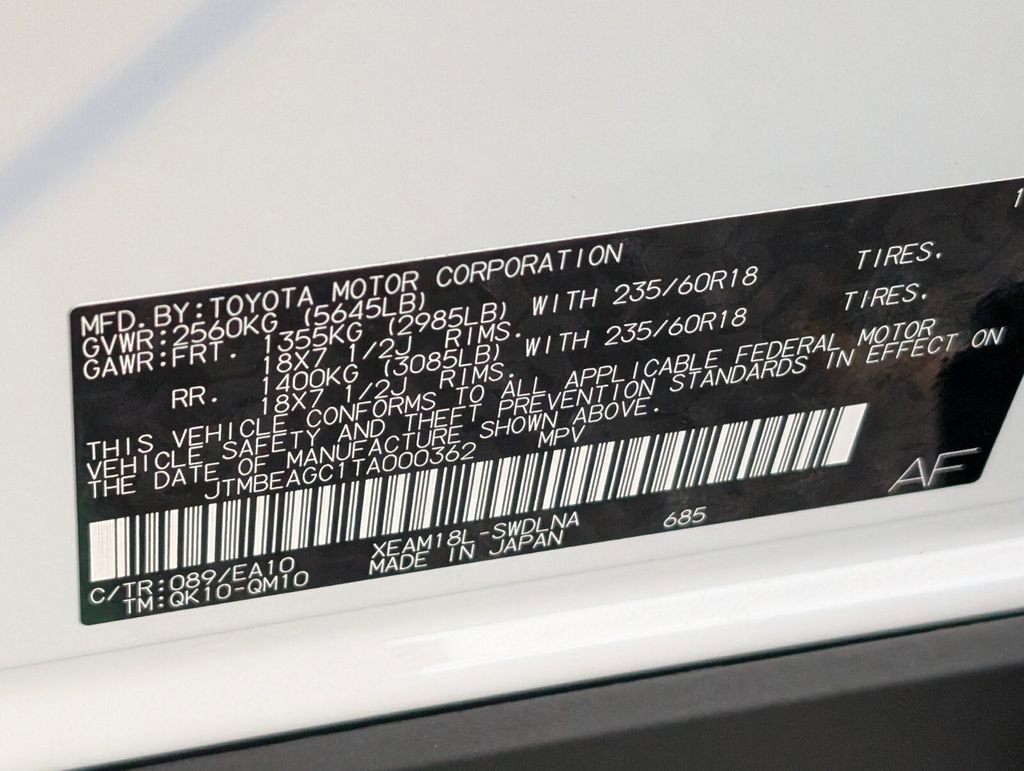 1
MFD.BY:TOYOTA MOTOR CORPORATION
GVWR:2560KG (5645LB)
GAWR:FRT. 1355KG (2985LB) WITH 235/60R18 TIRES.
18X7 1/2J RIMS.
RR. 1400KG (3085LB) WITH 235/60R18 TIRES.
18X7 1/2J RIMS.
THIS VEHICLE CONFORMS TO ALL APPLICABLE FEDERAL MOTOR
VEHICLE SAFETY AND THEFT PREVENTION STANDARDS IN EFFECT ON
THE DATE OF MANUFACTURE SHOWN ABOVE.
JTMBEAGC1TA000362 MPV
C/TR:089/EA10 XEAM18L-SWDLNA 685
TM:QK10-QM10 MADE IN JAPAN
AF